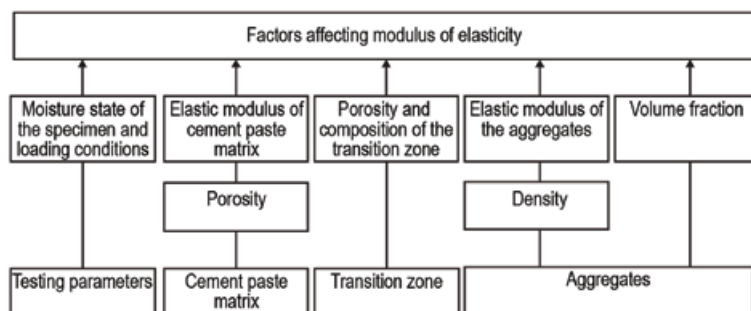 Factors affecting modulus of elasticity
Moisture state of
the specimen and
loading conditions
Elastic modulus of
cement paste
matrix
Porosity and
composition of the
transition zone
Elastic modulus of
the aggregates
Volume fraction
Porosity
Density
Testing parameters
Cement paste
matrix
Transition zone
Aggregates